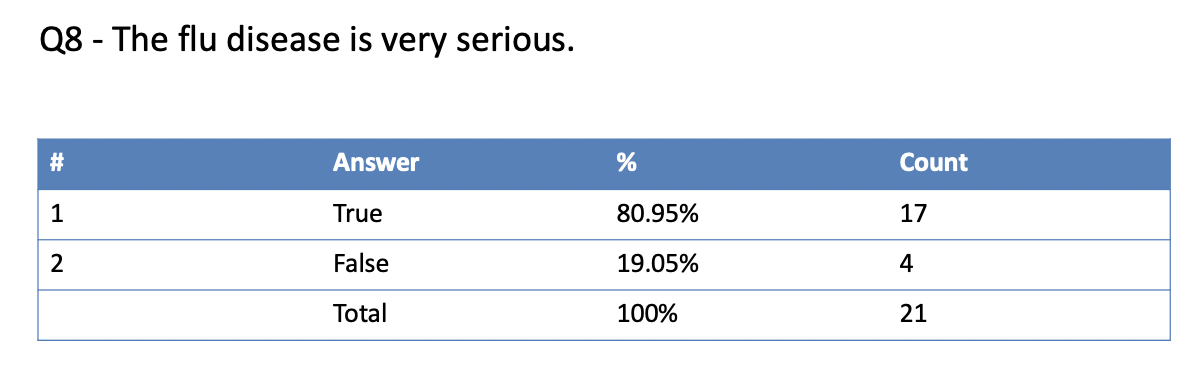 Q8 - The flu disease is very serious.
# Answer % Count
1 True 80.95% 17
2 False 19.05% 4
Total 100% 21